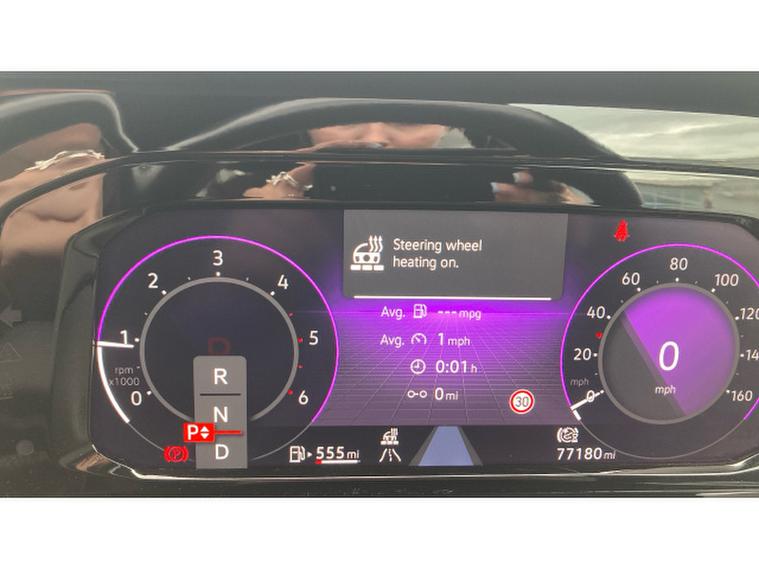 Steering wheel
heating on.
Avg. --- mpg
Avg. 1 mph
0:01 h
0 mi
30
3
2 4
1 5
rpm
x1000
0 6
R
N
P
D
(P)
555 mi
77180 mi
80
60 100
40 120
20 14
mph
0 160
0
mph